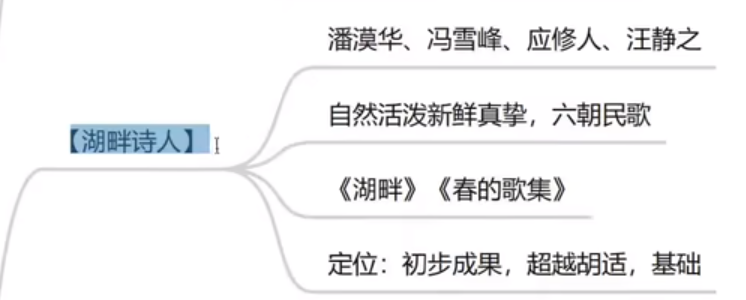 潘漠华、冯雪峰、应修人、汪静之
自然活泼新鲜真挚，六朝民歌
【湖畔诗人】
《湖畔》《春的歌集》
定位：初步成果，超越胡适，基础